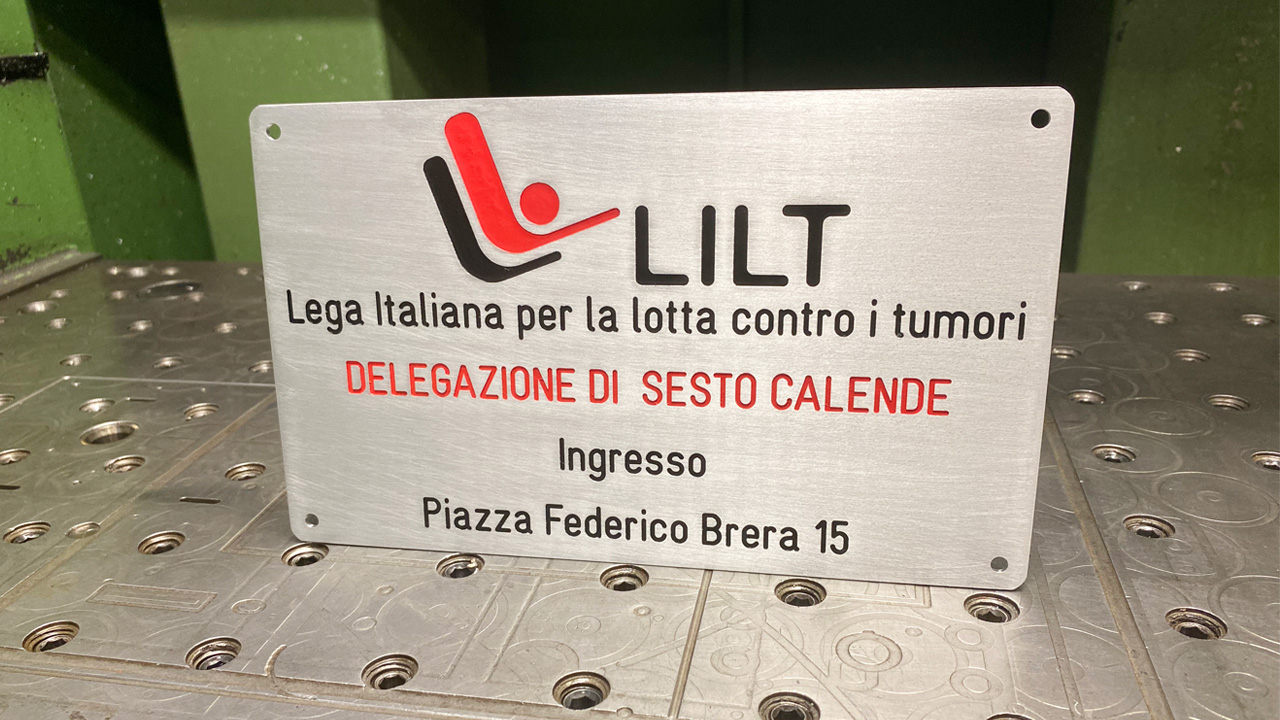 LILT
Lega Italiana per la lotta contro i tumori
DELEGAZIONE DI SESTO CALENDE
Ingresso
Piazza Federico Brera 15